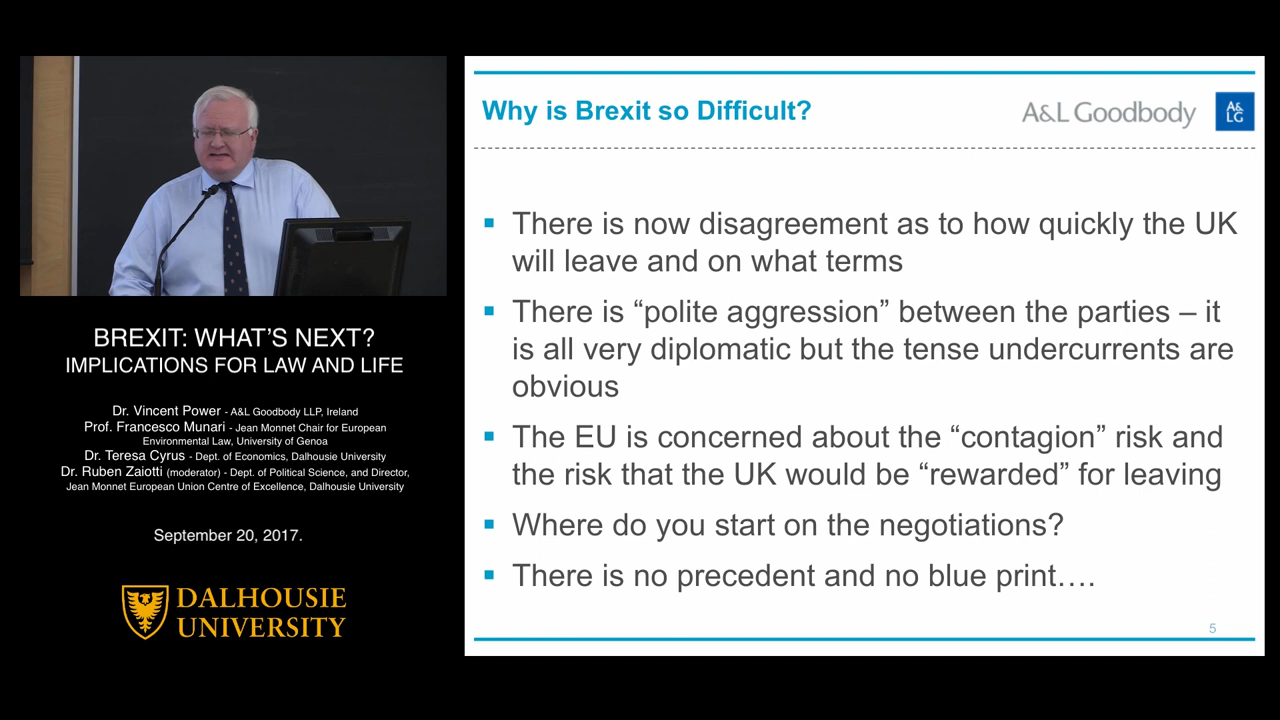 BREXIT: WHAT'S NEXT?
IMPLICATIONS FOR LAW AND LIFE
Dr. Vincent Power - A&L Goodbody LLP, Ireland
Prof. Francesco Munari - Jean Monnet Chair for European
Environmental Law, University of Genoa
Dr. Teresa Cyrus - Dept. of Economics, Dalhousie University
Dr. Ruben Zaiotti (moderator) - Dept. of Political Science, and Director,
Jean Monnet European Union Centre of Excellence, Dalhousie University
September 20, 2017.
DALHOUSIE
UNIVERSITY
Why is Brexit so Difficult?
A&L Goodbody
A&
LG
▪ There is now disagreement as to how quickly the UK
will leave and on what terms
▪ There is “polite aggression” between the parties – it
is all very diplomatic but the tense undercurrents are
obvious
▪ The EU is concerned about the “contagion” risk and
the risk that the UK would be “rewarded” for leaving
▪ Where do you start on the negotiations?
▪ There is no precedent and no blue print….
5